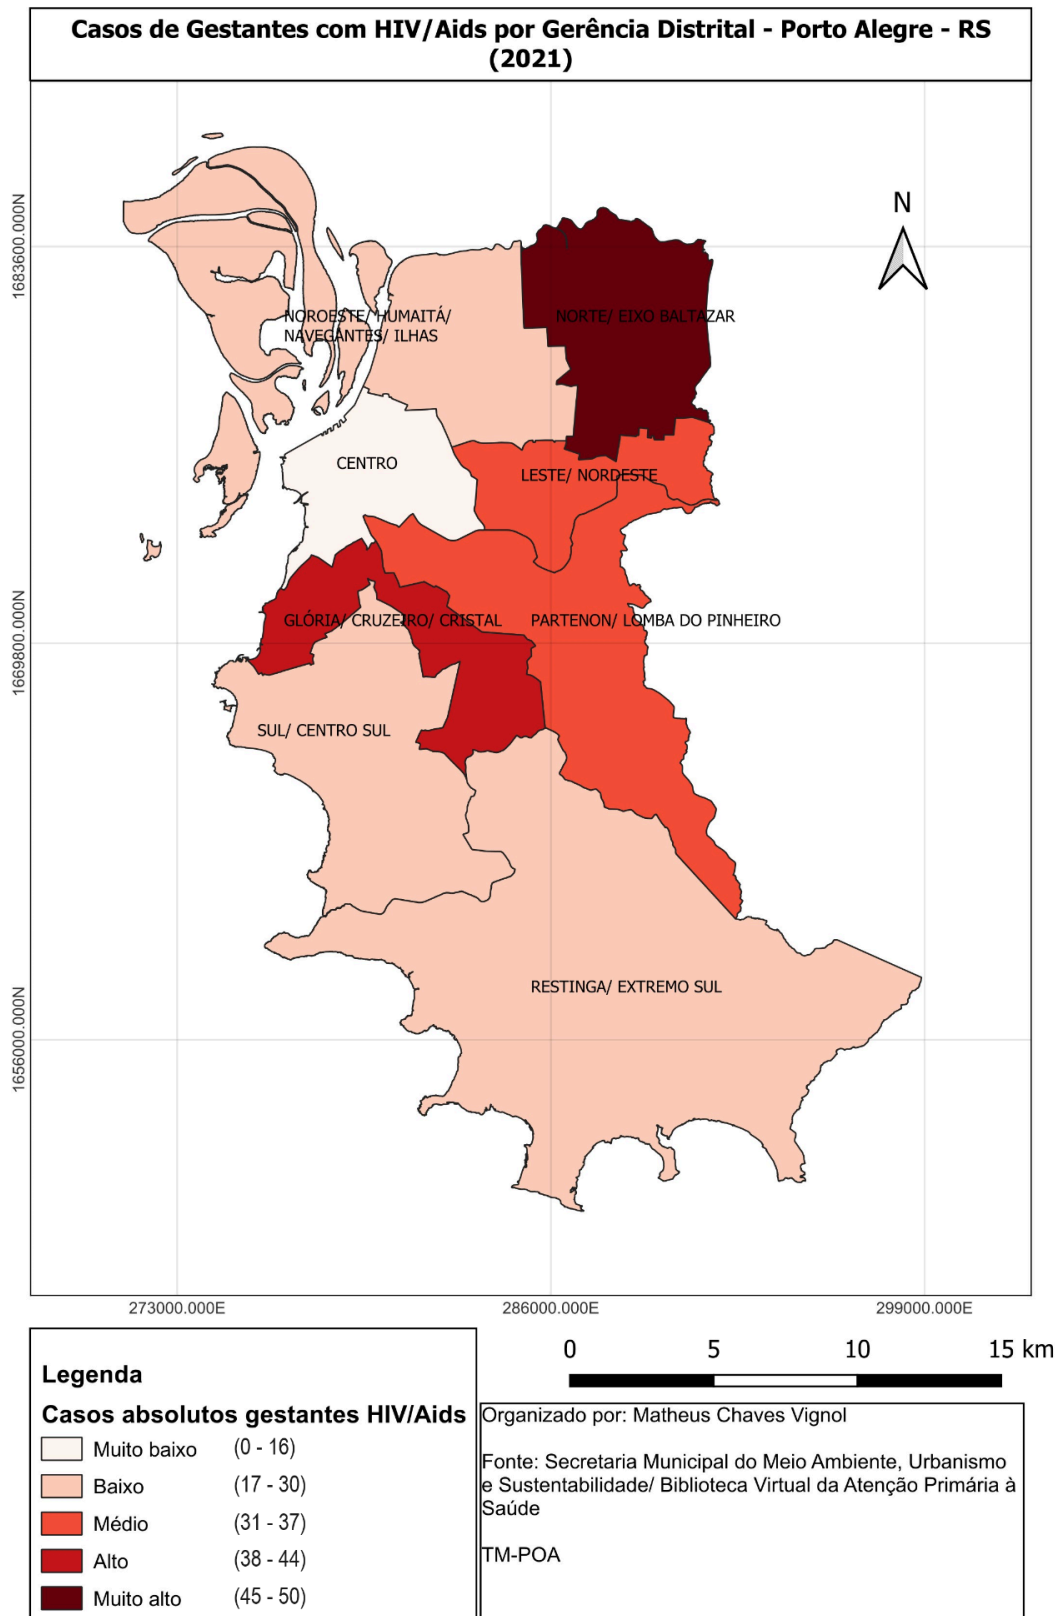 Casos de Gestantes com HIV/Aids por Gerência Distrital - Porto Alegre - RS
(2021)
1683600.000N
N
NOROESTE/ HUMAITÁ/
NAVEGANTES/ ILHAS
NORTE/ EIXO BALTAZAR
CENTRO
LESTE/ NORDESTE
1669800.000N
GLÓRIA/ CRUZEIRO/ CRISTAL
PARTENON/ LOMBA DO PINHEIRO
SUL/ CENTRO SUL
RESTINGA/ EXTREMO SUL
1656000.000N
273000.000E
286000.000E
299000.000E
0 5 10 15 km
Legenda
Casos absolutos gestantes HIV/Aids
Muito baixo (0 - 16)
Baixo (17 - 30)
Médio (31 - 37)
Alto (38 - 44)
Muito alto (45 - 50)
Organizado por: Matheus Chaves Vignol
Fonte: Secretaria Municipal do Meio Ambiente, Urbanismo
e Sustentabilidade/ Biblioteca Virtual da Atenção Primária à
Saúde
TM-POA